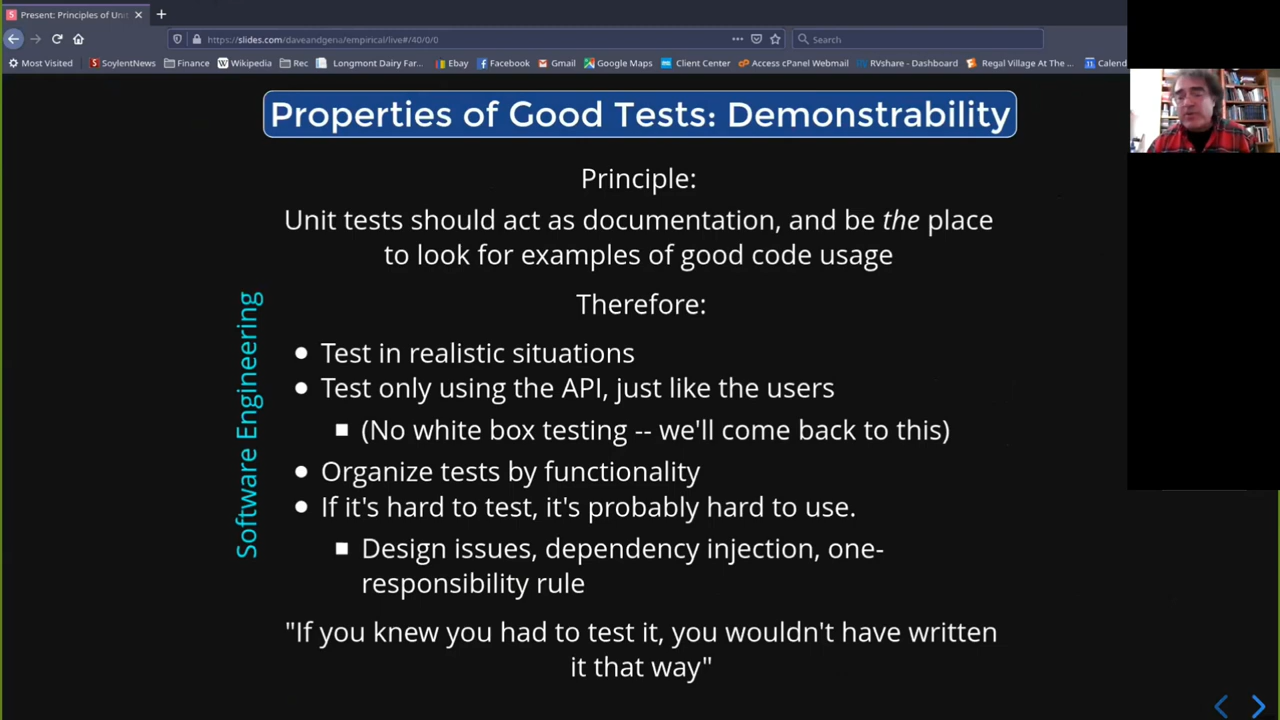 Present: Principles of Unit
https://slides.com/daveandgena/empirical/live#/40/0/0
Search
Most Visited
SoylentNews
Finance
Wikipedia
Rec
Longmont Dairy Far...
Ebay
Facebook
Gmail
Google Maps
Client Center
Access cPanel Webmail
RVshare - Dashboard
Regal Village At The ...
Calend
Properties of Good Tests: Demonstrability
Principle:
Unit tests should act as documentation, and be the place
to look for examples of good code usage
Therefore:
Software Engineering
● Test in realistic situations
● Test only using the API, just like the users
■ (No white box testing -- we'll come back to this)
● Organize tests by functionality
● If it's hard to test, it's probably hard to use.
■ Design issues, dependency injection, one-
responsibility rule
"If you knew you had to test it, you wouldn't have written
it that way"